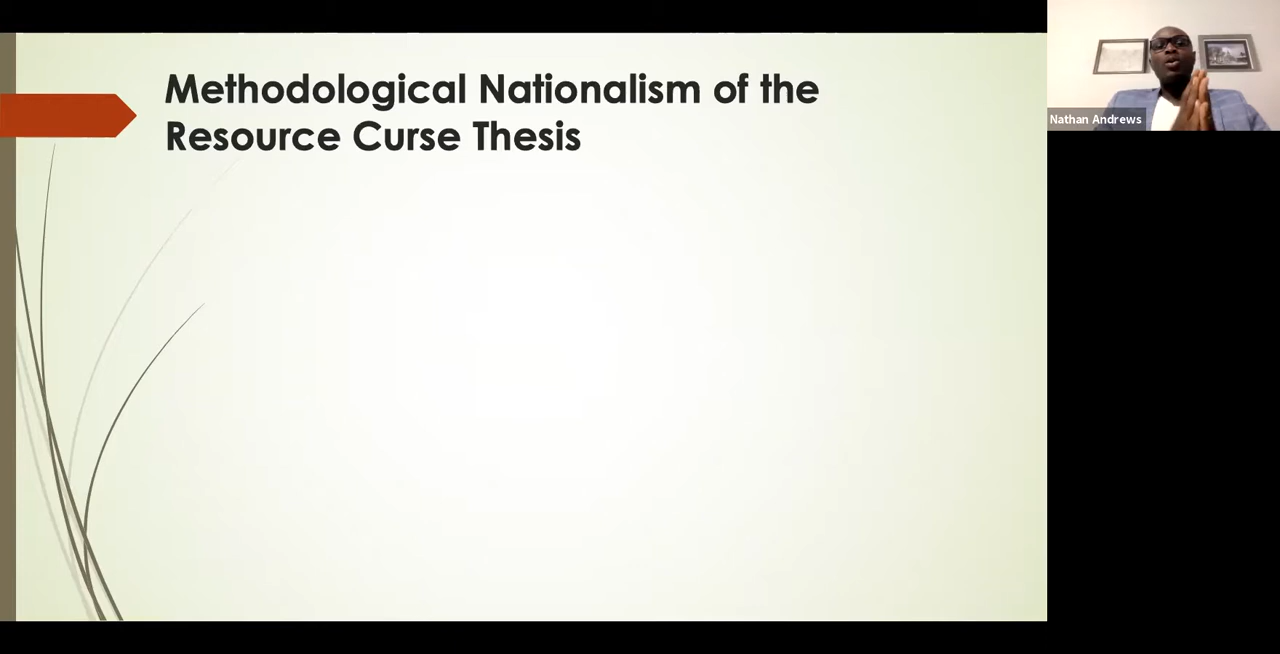 Methodological Nationalism of the
Resource Curse Thesis
Nathan Andrews